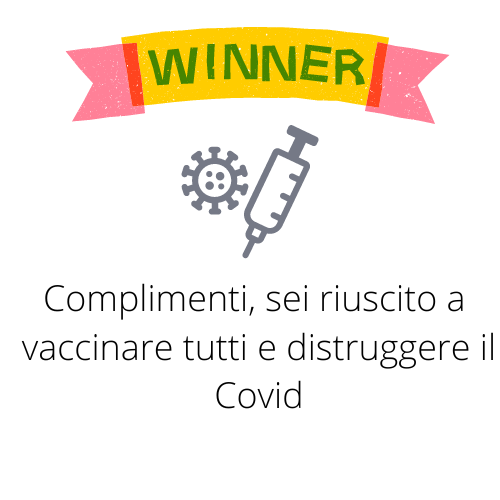 WINNER
Complimenti, sei riuscito a
vaccinare tutti e distruggere il
Covid